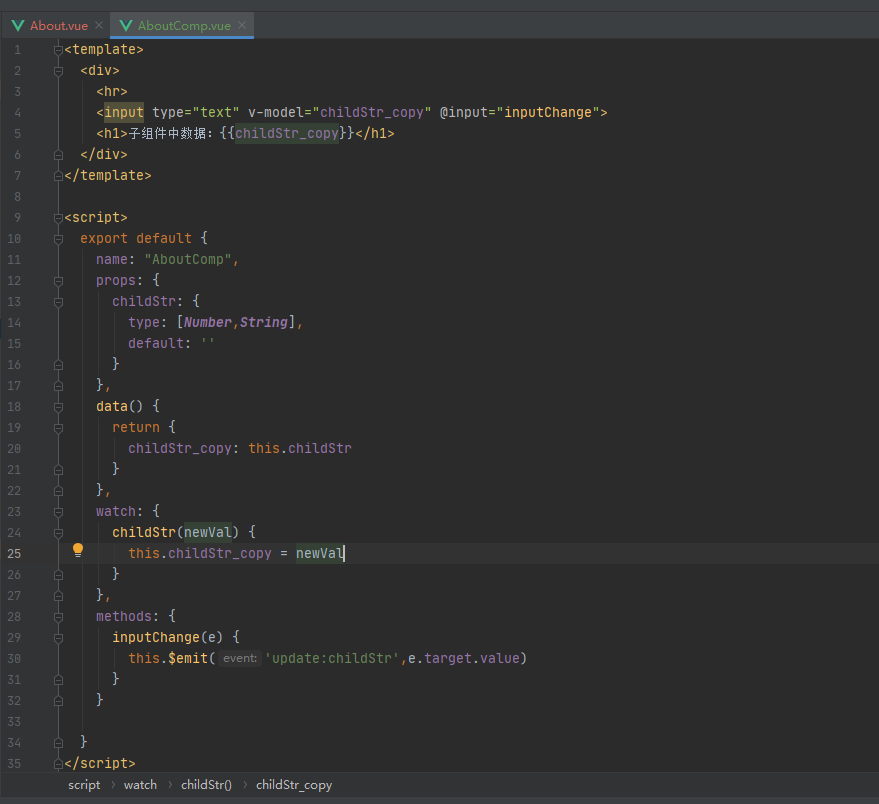 About.vue × AboutComp.vue ×
1 <template>
2 <div>
3 <hr>
4 <input type="text" v-model="childStr_copy" @input="inputChange">
5 <h1>子组件中数据：{{childStr_copy}}</h1>
6 </div>
7 </template>
8
9 <script>
10 export default {
11 name: "AboutComp",
12 props: {
13 childStr: {
14 type: [Number,String],
15 default: ''
16 }
17 },
18 data() {
19 return {
20 childStr_copy: this.childStr
21 }
22 },
23 watch: {
24 childStr(newVal) {
25 this.childStr_copy = newVal
26 }
27 },
28 methods: {
29 inputChange(e) {
30 this.$emit( event: 'update:childStr',e.target.value)
31 }
32 }
33
34 }
35 </script>
script › watch › childStr() › childStr_copy